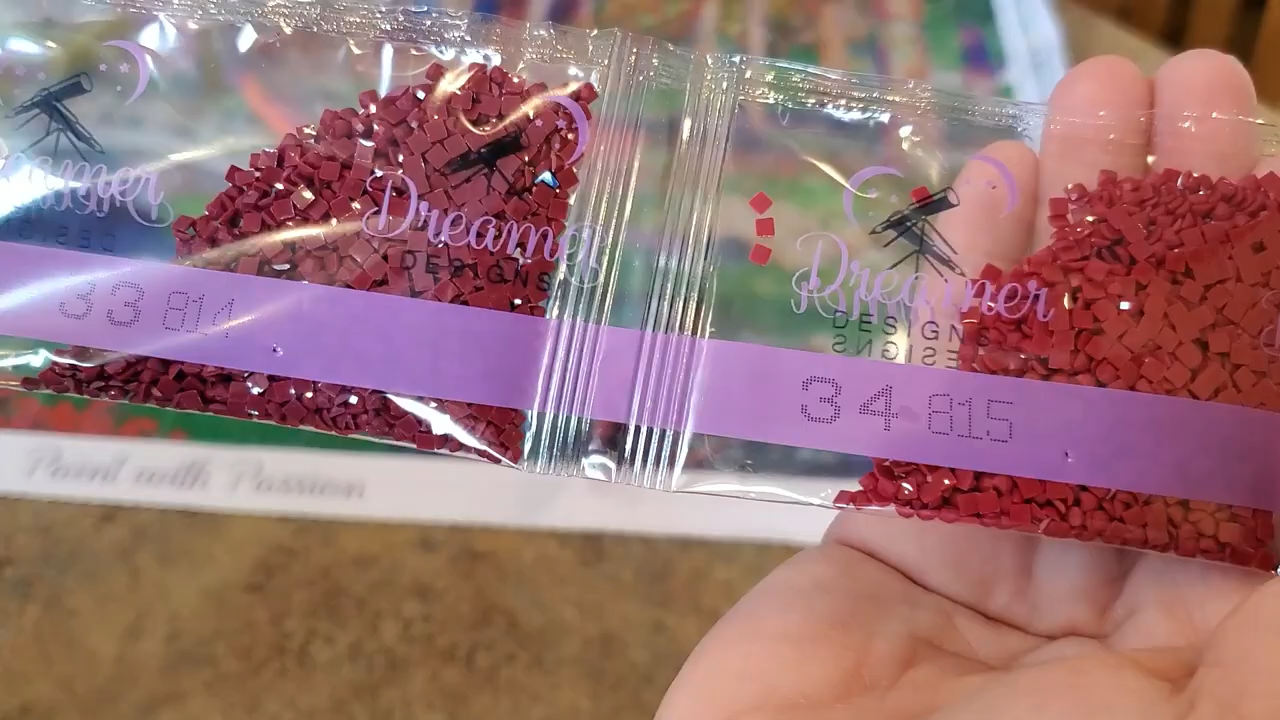 Dreamer
DESIGNS
33 814
Dreamer
DESIGNS
34 815
Paint with Passion